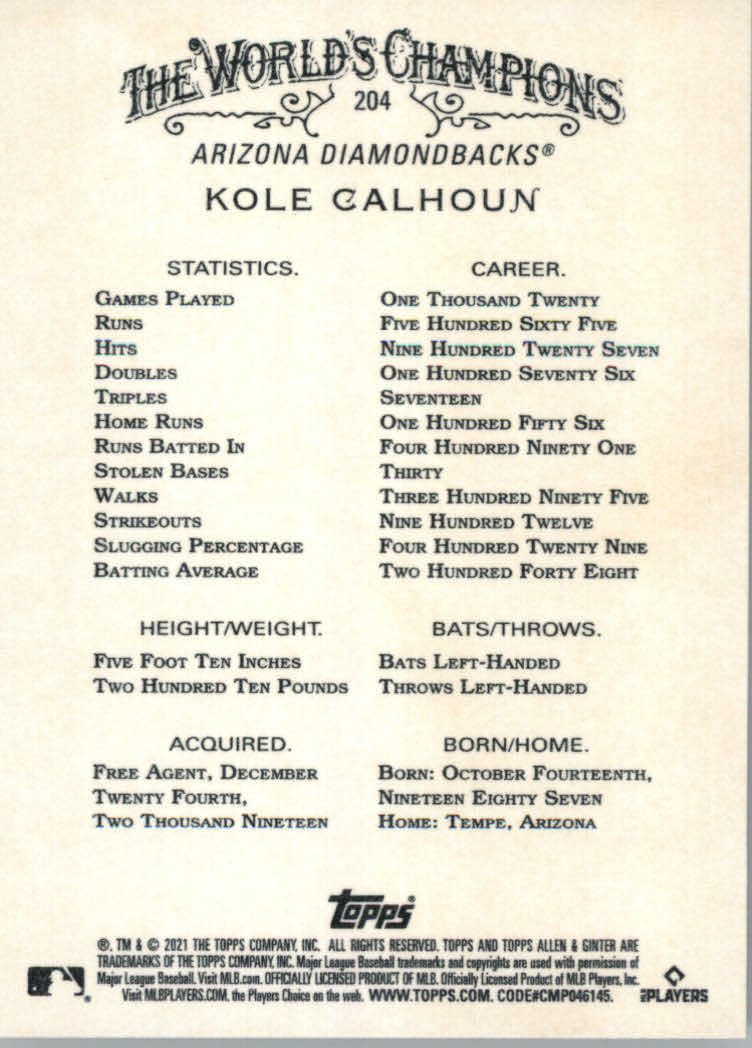 THE WORLD'S CHAMPIONS
204
ARIZONA DIAMONDBACKS®
KOLE CALHOUN
STATISTICS. CAREER.
GAMES PLAYED ONE THOUSAND TWENTY
RUNS FIVE HUNDRED SIXTY FIVE
HITS NINE HUNDRED TWENTY SEVEN
DOUBLES ONE HUNDRED SEVENTY SIX
TRIPLES SEVENTEEN
HOME RUNS ONE HUNDRED FIFTY SIX
RUNS BATTED IN FOUR HUNDRED NINETY ONE
STOLEN BASES THIRTY
WALKS THREE HUNDRED NINETY FIVE
STRIKEOUTS NINE HUNDRED TWELVE
SLUGGING PERCENTAGE FOUR HUNDRED TWENTY NINE
BATTING AVERAGE TWO HUNDRED FORTY EIGHT
HEIGHT/WEIGHT. BATS/THROWS.
FIVE FOOT TEN INCHES BATS LEFT-HANDED
TWO HUNDRED TEN POUNDS THROWS LEFT-HANDED
ACQUIRED. BORN/HOME.
FREE AGENT, DECEMBER BORN: OCTOBER FOURTEENTH,
TWENTY FOURTH, NINETEEN EIGHTY SEVEN
TWO THOUSAND NINETEEN HOME: TEMPE, ARIZONA
Topps®
®, TM & © 2021 THE TOPPS COMPANY, INC. ALL RIGHTS RESERVED. TOPPS AND TOPPS ALLEN & GINTER ARE
TRADEMARKS OF THE TOPPS COMPANY, INC. Major League Baseball trademarks and copyrights are used with permission of
Major League Baseball. Visit MLB.com. OFFICIALLY LICENSED PRODUCT OF MLB. Officially Licensed Product of MLB Players, Inc.
Visit MLBPLAYERS.COM, the Players Choice on the web. WWW.TOPPS.COM. CODE#CMP046145.
MLB PLAYERS